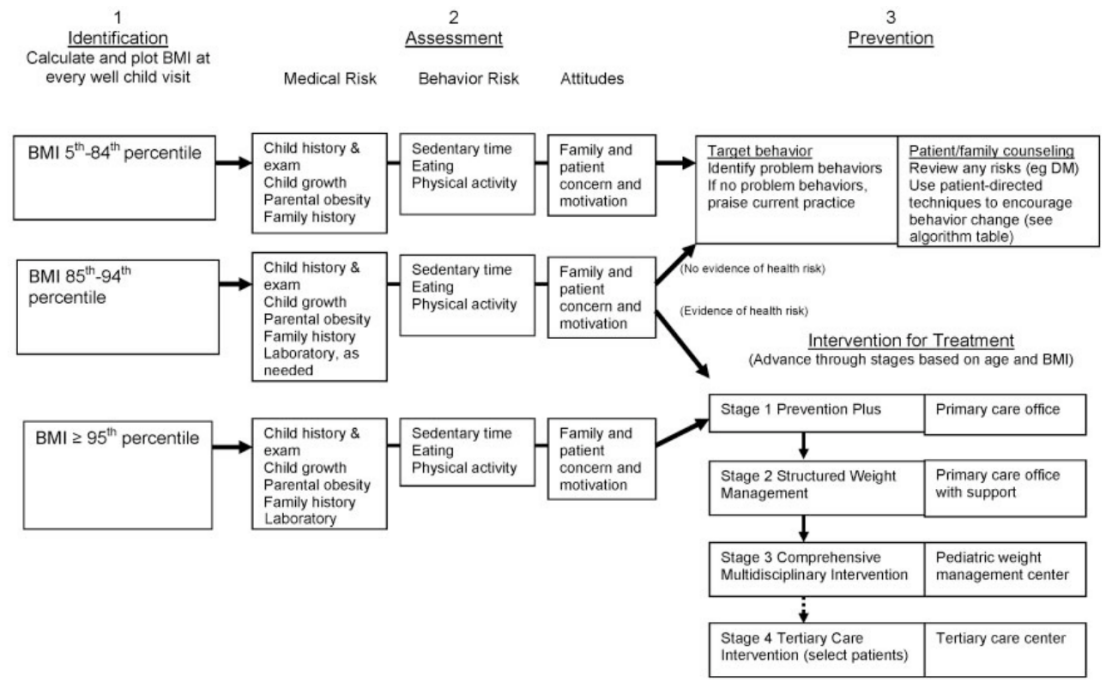 1
Identification
Calculate and plot BMI at
every well child visit
2
Assessment
Medical Risk
Behavior Risk
Attitudes
3
Prevention
BMI 5th-84th percentile
Child history &
exam
Child growth
Parental obesity
Family history
Sedentary time
Eating
Physical activity
Family and
patient
concern and
motivation
Target behavior
Identify problem behaviors
If no problem behaviors,
praise current practice
Patient/family counseling
Review any risks (eg DM)
Use patient-directed
techniques to encourage
behavior change (see
algorithm table)
BMI 85th-94th
percentile
Child history &
exam
Child growth
Parental obesity
Family history
Laboratory, as
needed
Sedentary time
Eating
Physical activity
Family and
patient
concern and
motivation
(No evidence of health risk)
(Evidence of health risk)
Intervention for Treatment
(Advance through stages based on age and BMI)
BMI ≥ 95th percentile
Child history &
exam
Child growth
Parental obesity
Family history
Laboratory
Sedentary time
Eating
Physical activity
Family and
patient
concern and
motivation
Stage 1 Prevention Plus
Primary care office
Stage 2 Structured Weight
Management
Primary care office
with support
Stage 3 Comprehensive
Multidisciplinary Intervention
Pediatric weight
management center
Stage 4 Tertiary Care
Intervention (select patients)
Tertiary care center